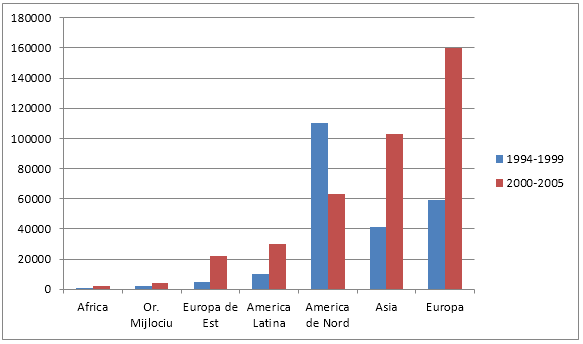 180000
160000
140000
120000
100000
80000
60000
40000
20000
0
Africa
Or.
Mijlociu
Europa de
Est
America
Latina
America
de Nord
Asia
Europa
1994-1999
2000-2005